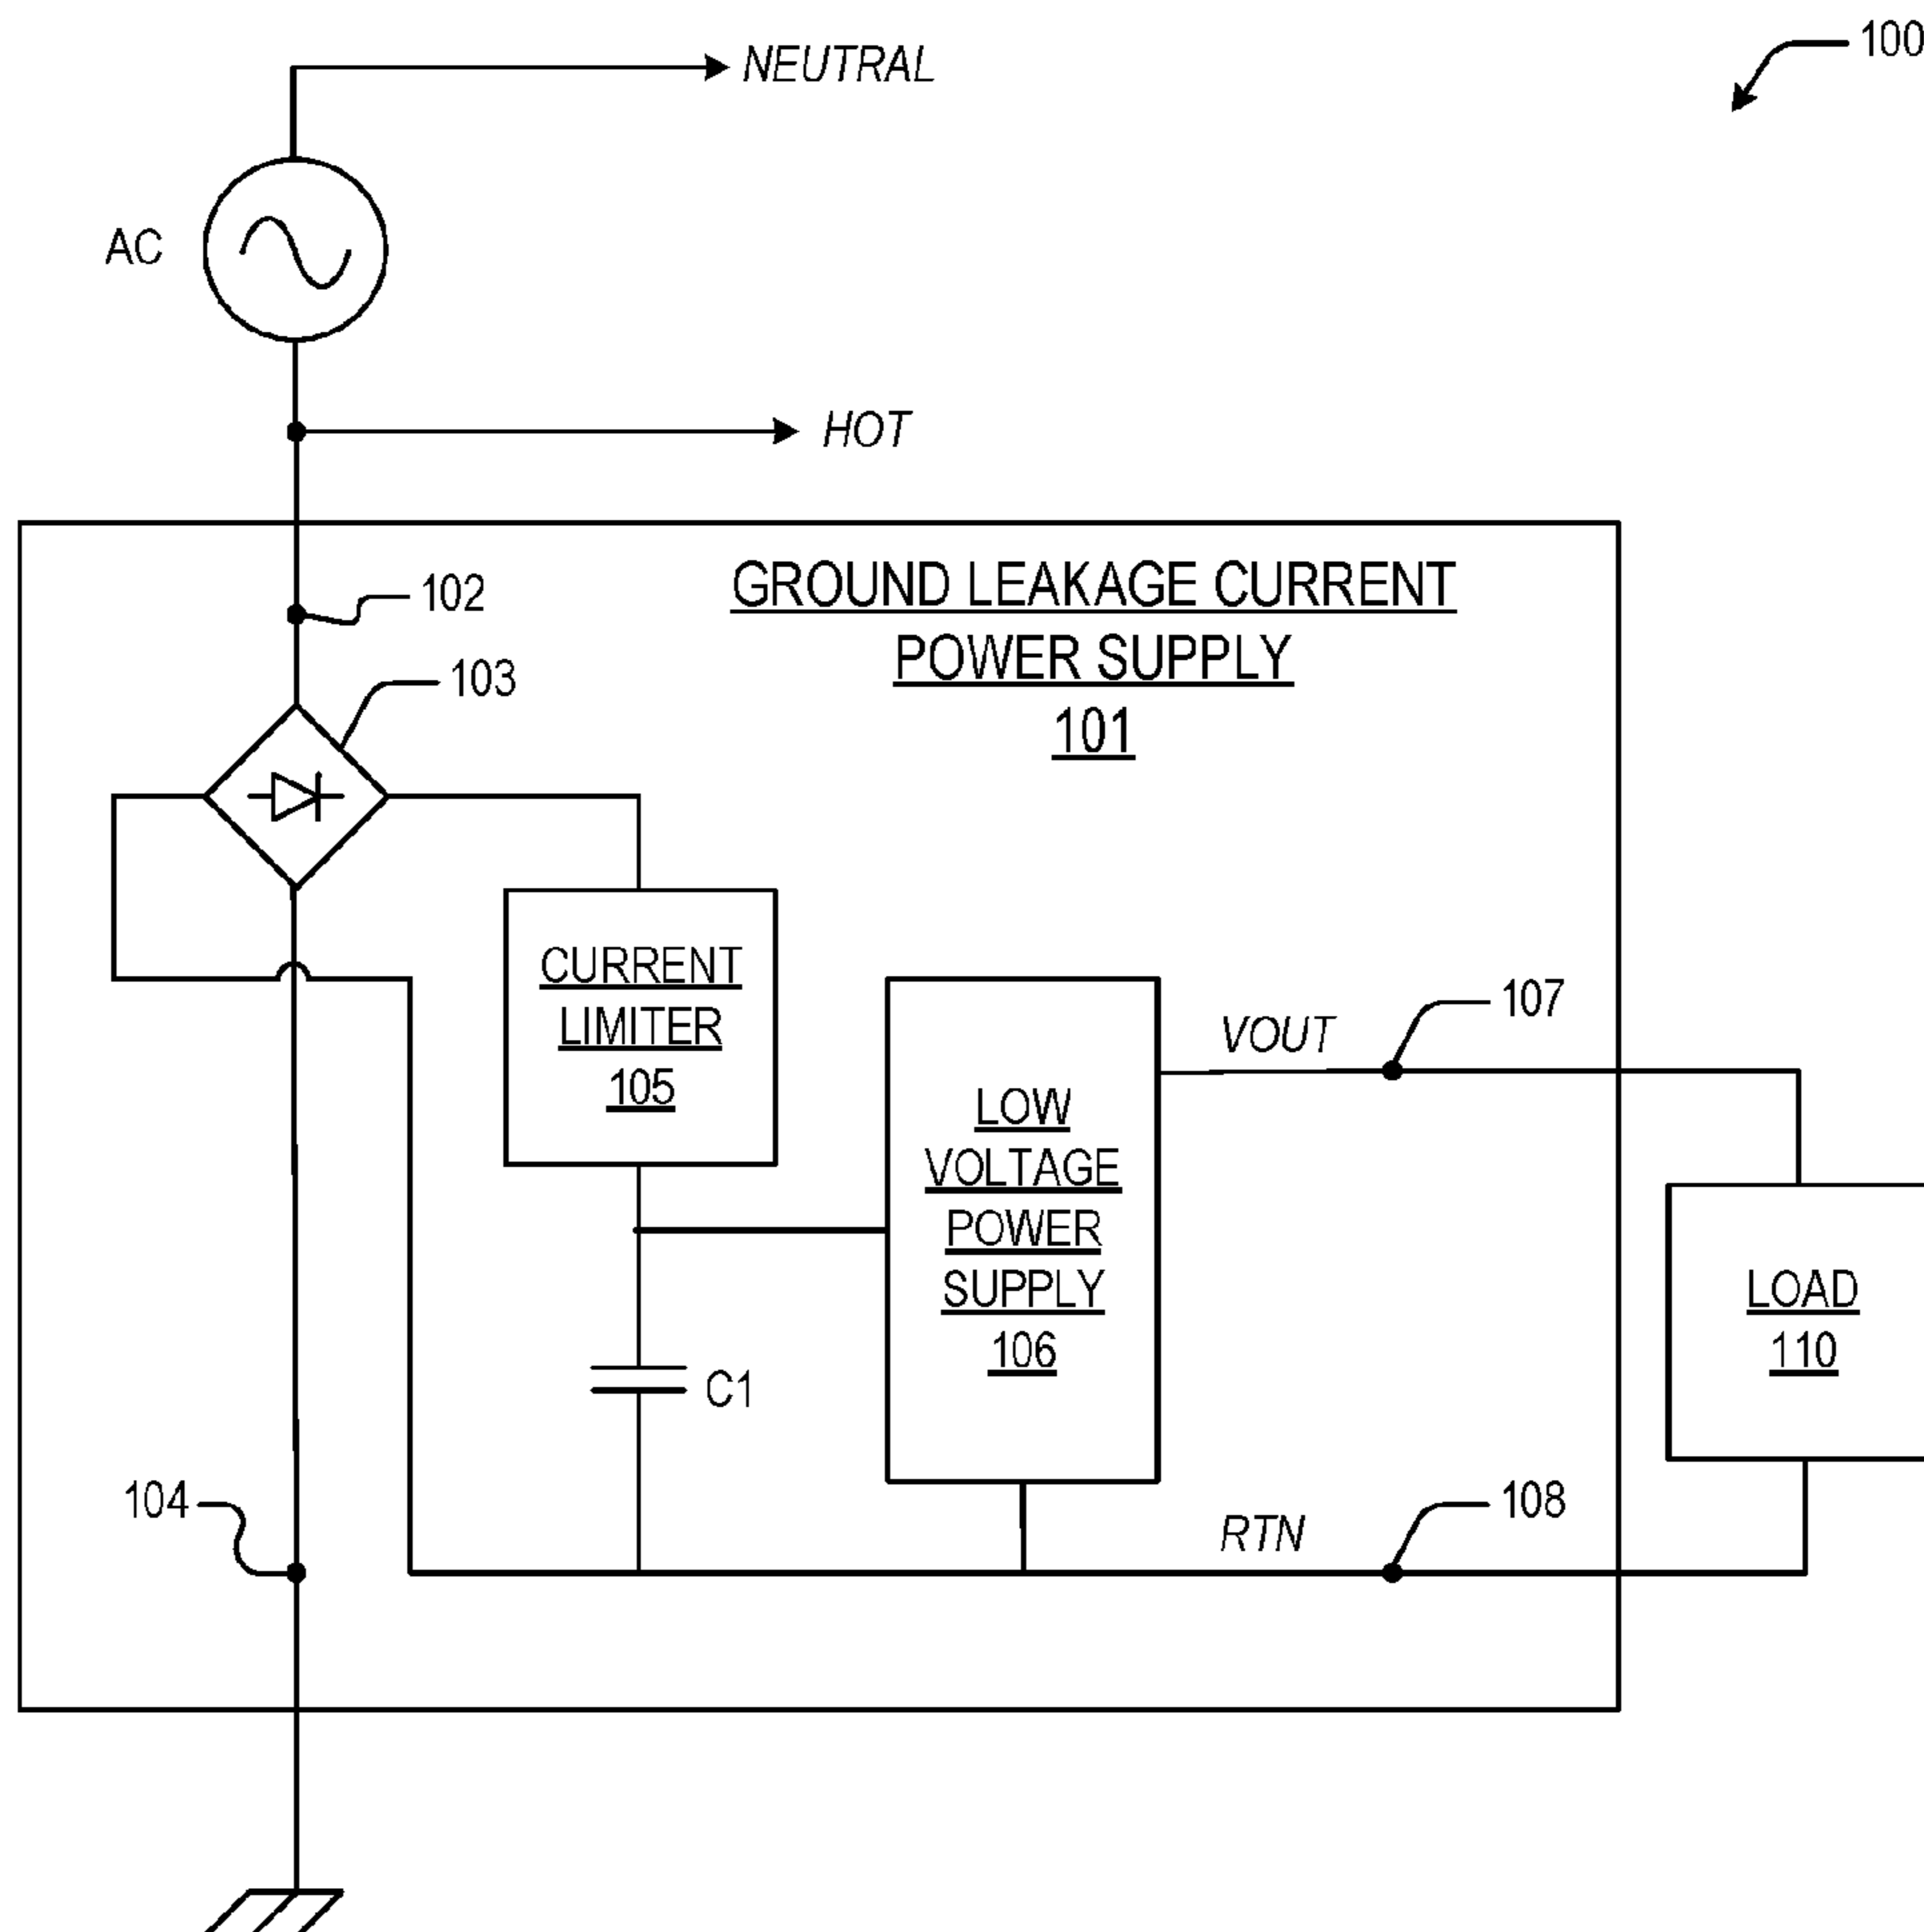 100
NEUTRAL
AC
HOT
102
103
GROUND LEAKAGE CURRENT
POWER SUPPLY
101
CURRENT
LIMITER
105
107
VOUT
LOW
VOLTAGE
POWER
SUPPLY
106
LOAD
110
C1
104
108
RTN